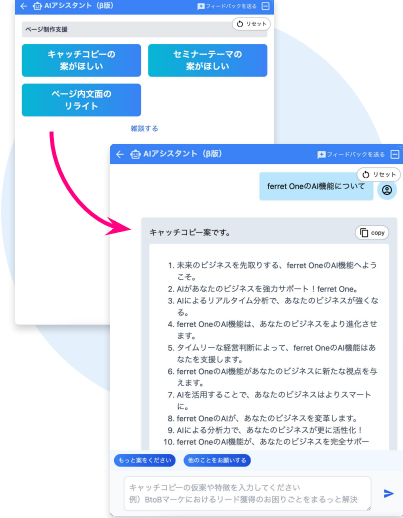 AIアシスタント（β版）
フィードバックを送る
リセット
ページ制作支援
キャッチコピーの
案がほしい
セミナーテーマの
案がほしい
ページ内文面の
リライト
雑談する
AIアシスタント（β版）
フィードバックを送る
リセット
ferret OneのAI機能について
キャッチコピー案です。
copy
1. 未来のビジネスを先取りする、ferret OneのAI機能へよう
こそ。
2. AIがあなたのビジネスを強力サポート！ferret One。
3. AIによるリアルタイム分析で、あなたのビジネスが強くな
る。
4. ferret OneのAI機能は、あなたのビジネスをより進化させ
ます。
5. タイムリーな経営判断によって、ferret OneのAI機能はあ
なたを支援します。
6. ferret OneのAI機能があなたのビジネスに新たな視点を与
えます。
7. AIを活用することで、あなたのビジネスはよりスマート
に。
8. ferret OneのAIが、あなたのビジネスを変革します。
9. AIによる分析力で、あなたのビジネスが更に活性化！
10. ferret OneのAI機能が、あなたのビジネスを完全サポー
もっと案をください
他のことをお願いする
キャッチコピーの仮案や特徴を入力してください
例）BtoBマーケにおけるリード獲得のお困りごとをまるっと解決